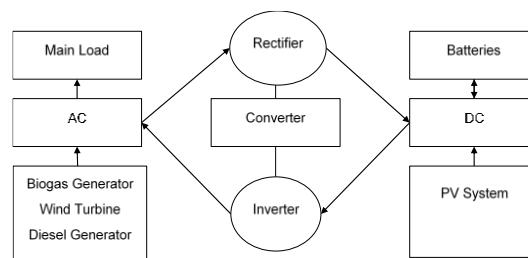 Main Load
Rectifier
Batteries
AC
Converter
DC
Biogas Generator
Wind Turbine
Diesel Generator
Inverter
PV System